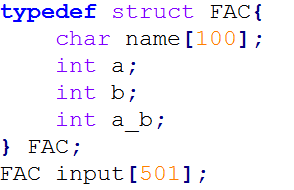 typedef struct FAC{
    char name[100];
    int a;
    int b;
    int a_b;
} FAC;
FAC input[501];